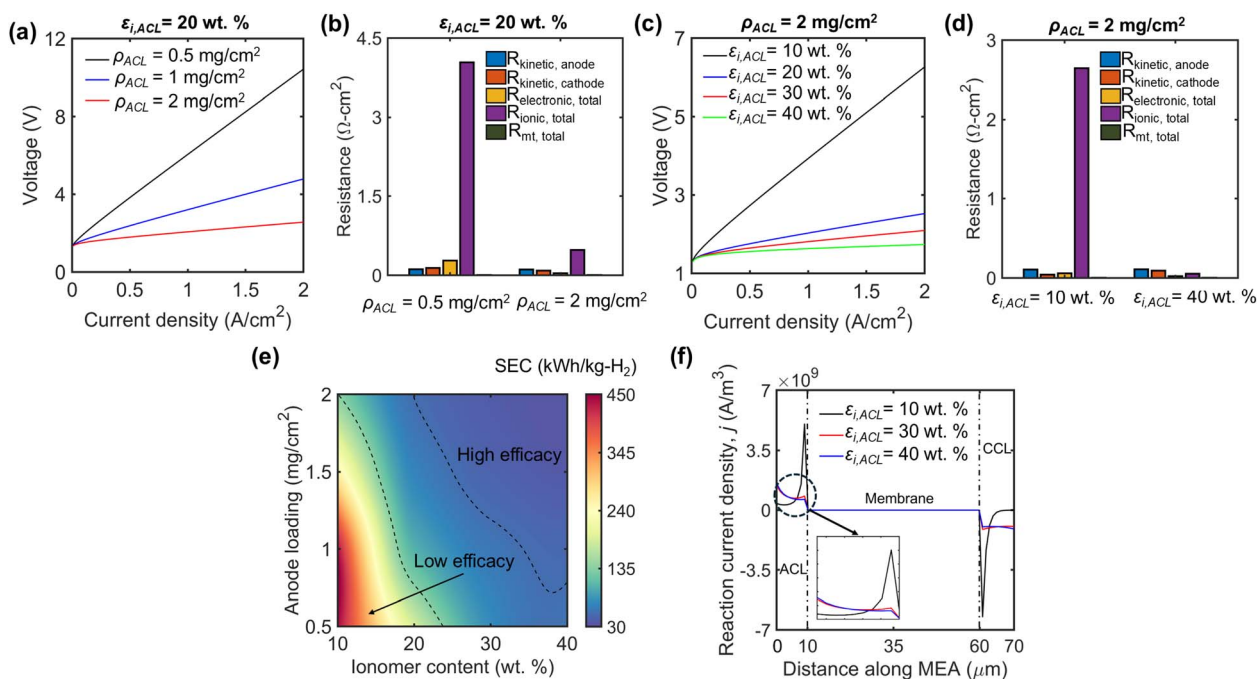 (a)
εi,ACL= 20 wt. %
12
8
4
0
Voltage (V)
ρACL = 0.5 mg/cm2
ρACL = 1 mg/cm2
ρACL = 2 mg/cm2
0 0.5 1 1.5 2
Current density (A/cm2)
(b)
εi,ACL= 20 wt. %
4.5
3
1.5
0
Resistance (Ω-cm2)
Rkinetic, anode
Rkinetic, cathode
Relectronic, total
Rionic, total
Rmt, total
ρACL = 0.5 mg/cm2 ρACL = 2 mg/cm2
(c)
ρACL = 2 mg/cm2
7
5
3
1
Voltage (V)
εi,ACL= 10 wt. %
εi,ACL= 20 wt. %
εi,ACL= 30 wt. %
εi,ACL= 40 wt. %
0 0.5 1 1.5 2
Current density (A/cm2)
(d)
ρACL = 2 mg/cm2
3
2
1
0
Resistance (Ω-cm2)
Rkinetic, anode
Rkinetic, cathode
Relectronic, total
Rionic, total
Rmt, total
εi,ACL= 10 wt. % εi,ACL= 40 wt. %
(e)
SEC (kWh/kg-H2)
2
1.5
1
0.5
Anode loading (mg/cm2)
High efficacy
Low efficacy
10 20 30 40
Ionomer content (wt. %)
450
345
240
135
30
(f)
×10^9
7
3.5
0
-3.5
-7
Reaction current density, j (A/m3)
εi,ACL= 10 wt. %
εi,ACL= 30 wt. %
εi,ACL= 40 wt. %
CCL
Membrane
ACL
0 10 35 60 70
Distance along MEA (μm)